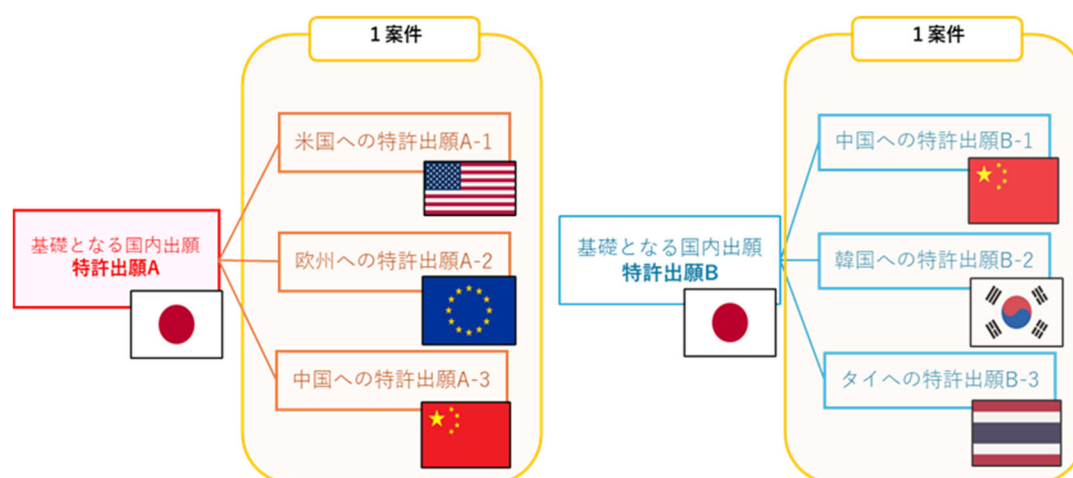 1案件
米国への特許出願A-1
基礎となる国内出願
特許出願A
欧州への特許出願A-2
中国への特許出願A-3
1案件
中国への特許出願B-1
基礎となる国内出願
特許出願B
韓国への特許出願B-2
タイへの特許出願B-3